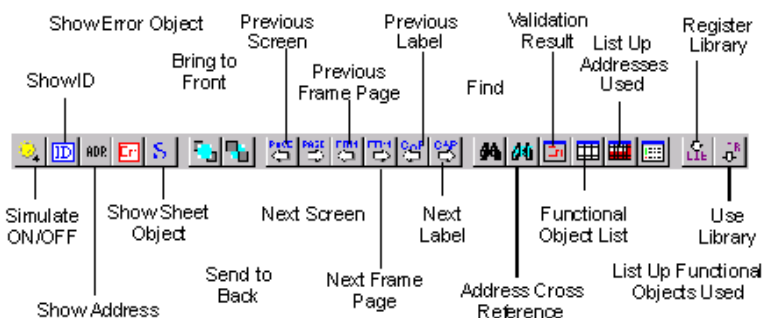 Show Error Object
Previous
Screen
Previous
Label
Validation
Result
Register
Library
List Up
Addresses
Used
Bring to
Front
Previous
Frame Page
ShowID
Find
ID
ADR
Er
S
PAGE
PAGE
CAP
CAP
LIB
Simulate
ON/OFF
Show Sheet
Object
Next Screen
Next
Label
Functional
Object List
Use
Library
Send to
Back
Next Frame
Page
Address Cross
Reference
List Up Functional
Objects Used
Show Address